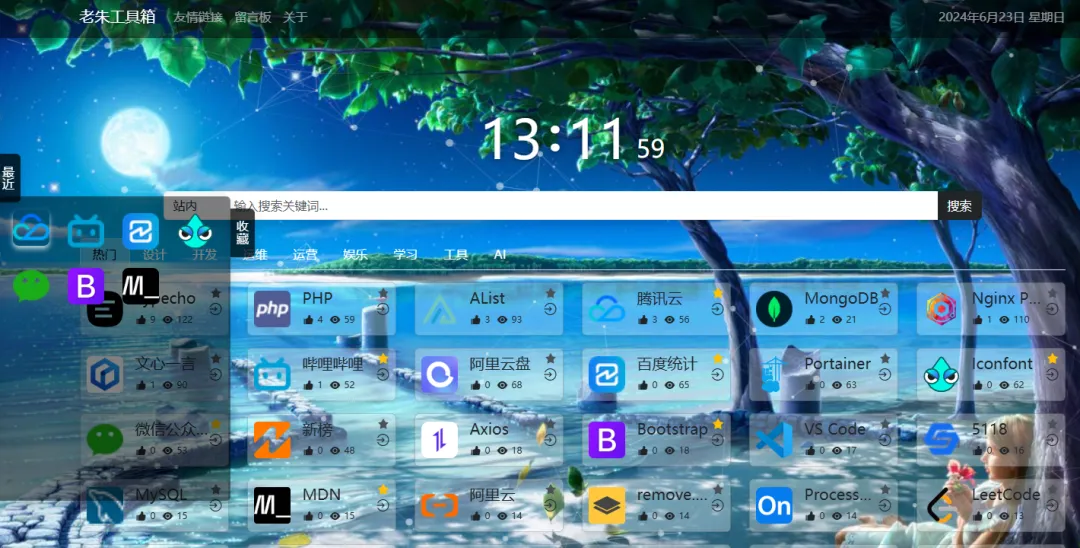 老朱工具箱 友情链接 留言板 关于 2024年6月23日 星期日
13:11 59
最近
站内 输入搜索关键词... 搜索
收藏
热门 设计 开发 运维 运营 娱乐 学习 工具 AI
PHP AList 腾讯云 MongoDB Nginx P...
9 122 4 59 3 93 3 56 2 21 1 110
文心一言 哔哩哔哩 阿里云盘 百度统计 Portainer Iconfont
1 90 1 52 0 68 0 65 0 63 0 62
微信公众... 新榜 Axios Bootstrap VS Code 5118
0 53 0 48 0 18 0 18 0 17 0 16
MySQL MDN 阿里云 remove.... Process... LeetCode
0 15 0 15 0 14 0 14 0 14 0 13